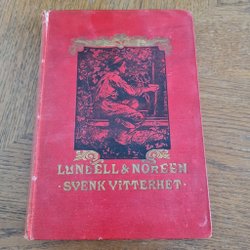 LUNDELL & NOREEN
· SVENK VITTERHET ·